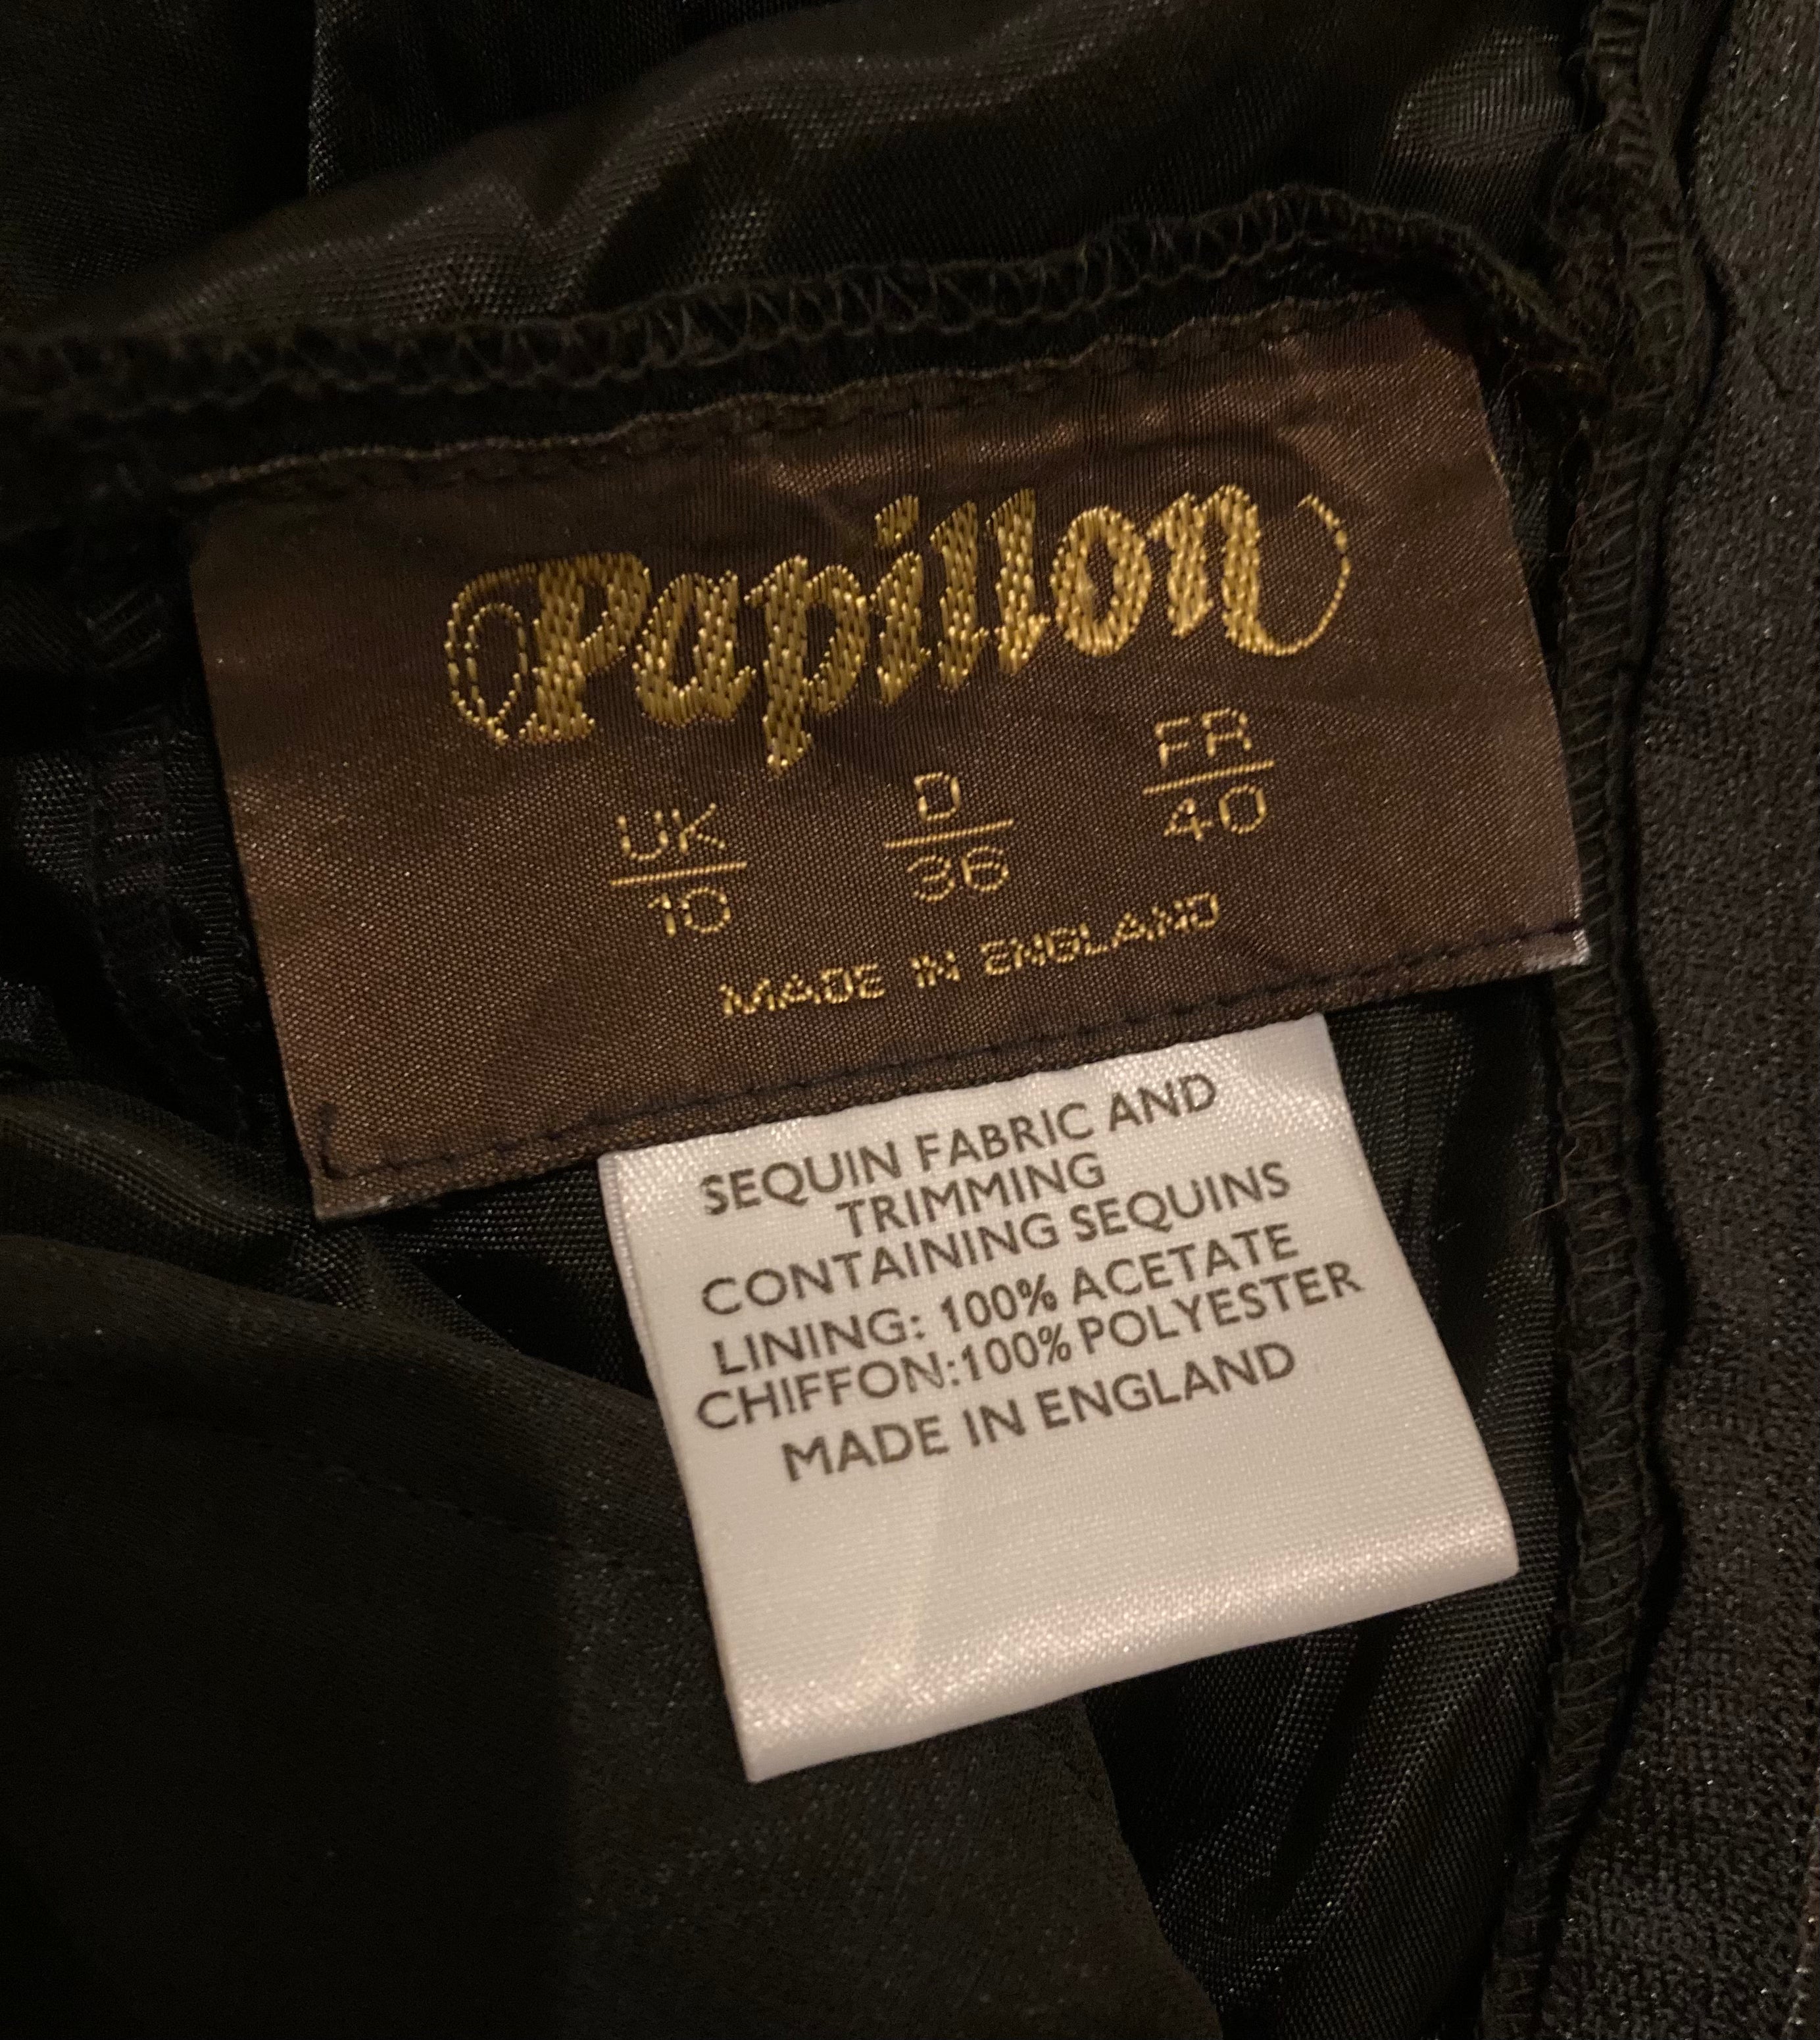 Papillon
UK D FR
10 36 40
MADE IN ENGLAND
SEQUIN FABRIC AND
TRIMMING
CONTAINING SEQUINS
LINING: 100% ACETATE
CHIFFON:100% POLYESTER
MADE IN ENGLAND